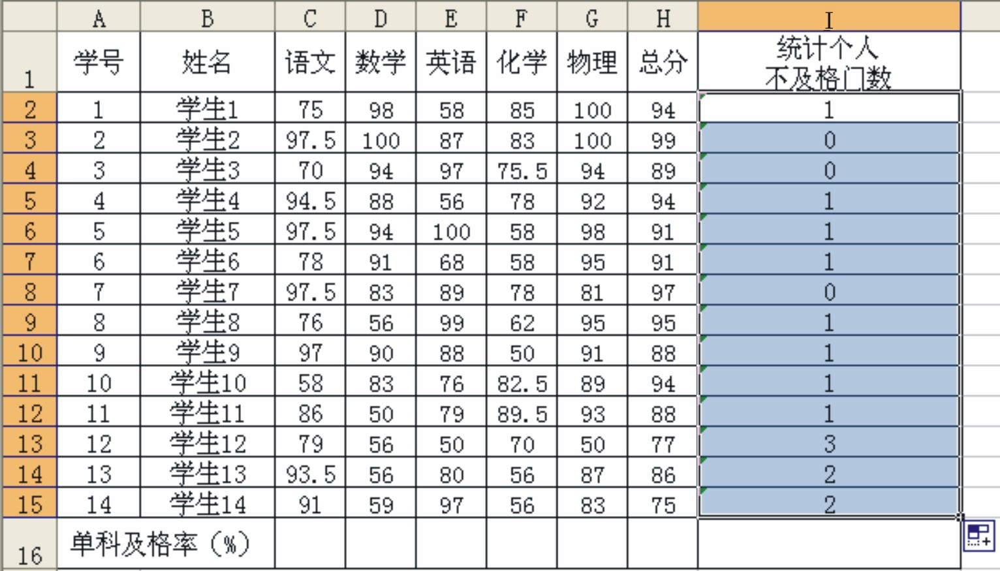 A B C D E F G H I
1 学号 姓名 语文 数学 英语 化学 物理 总分 统计个人
不及格门数
2 1 学生1 75 98 58 85 100 94 1
3 2 学生2 97.5 100 87 83 100 99 0
4 3 学生3 70 94 97 75.5 94 89 0
5 4 学生4 94.5 88 56 78 92 94 1
6 5 学生5 97.5 94 100 58 98 91 1
7 6 学生6 78 91 68 58 95 91 1
8 7 学生7 97.5 83 89 78 81 97 0
9 8 学生8 76 56 99 62 95 95 1
10 9 学生9 97 90 88 50 91 88 1
11 10 学生10 58 83 76 82.5 89 94 1
12 11 学生11 86 50 79 89.5 93 88 1
13 12 学生12 79 56 50 70 50 77 3
14 13 学生13 93.5 56 80 56 87 86 2
15 14 学生14 91 59 97 56 83 75 2
16 单科及格率（%）